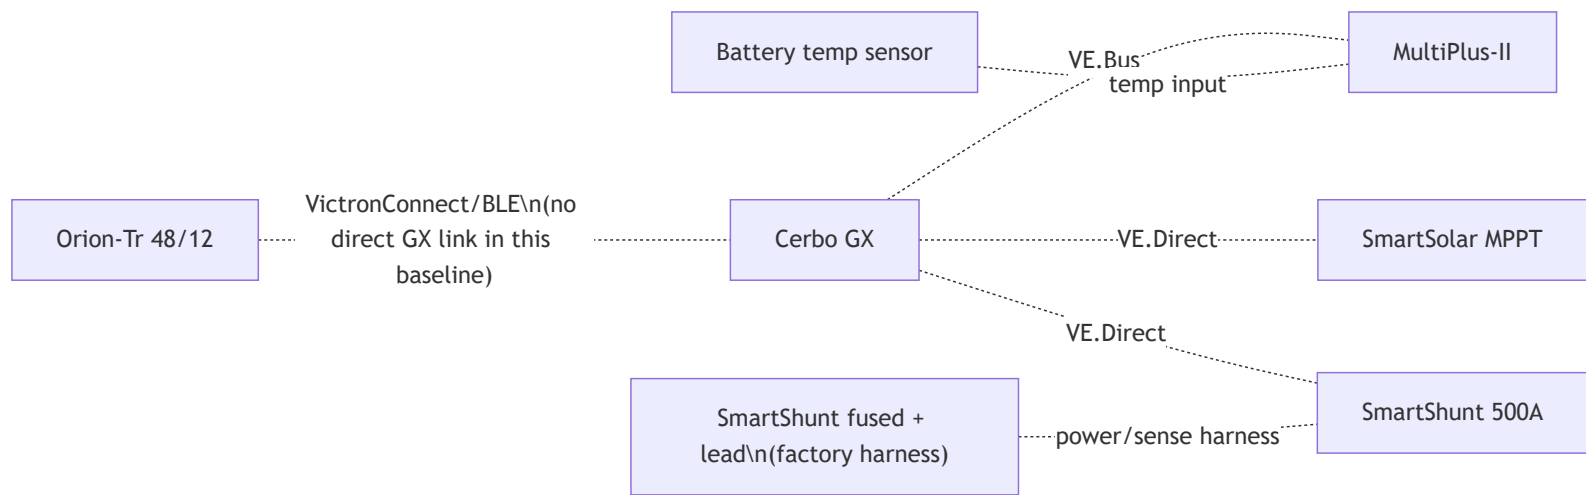 Battery temp sensor
VE.Bus
temp input
MultiPlus-II
Orion-Tr 48/12
VictronConnect/BLE\n(no
direct GX link in this
baseline)
Cerbo GX
VE.Direct
SmartSolar MPPT
VE.Direct
SmartShunt fused +
lead\n(factory harness)
power/sense harness
SmartShunt 500A